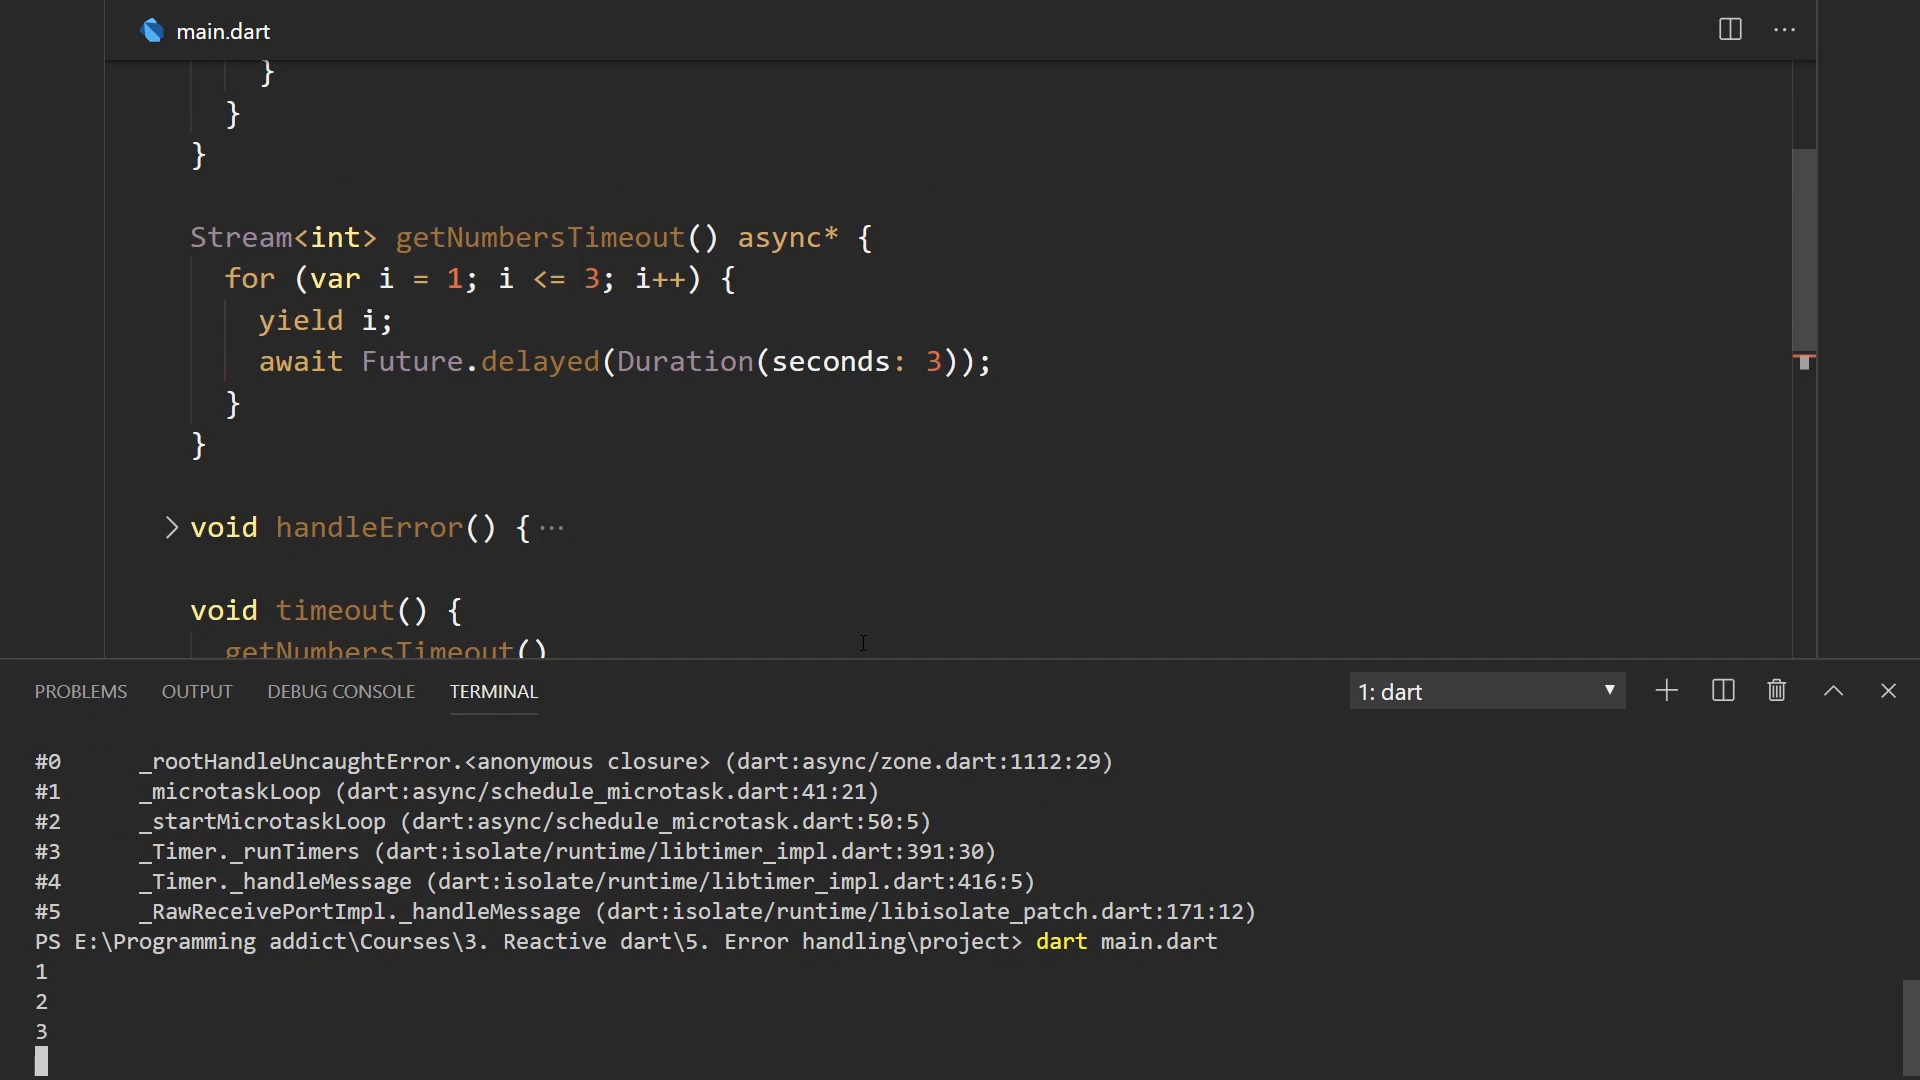 main.dart
}
}
}
Stream<int> getNumbersTimeout() async* {
for (var i = 1; i <= 3; i++) {
yield i;
await Future.delayed(Duration(seconds: 3));
}
}
void handleError() {···
void timeout() {
getNumbersTimeout()
PROBLEMS OUTPUT DEBUG CONSOLE TERMINAL 1: dart
#0 _rootHandleUncaughtError.<anonymous closure> (dart:async/zone.dart:1112:29)
#1 _microtaskLoop (dart:async/schedule_microtask.dart:41:21)
#2 _startMicrotaskLoop (dart:async/schedule_microtask.dart:50:5)
#3 _Timer._runTimers (dart:isolate/runtime/libtimer_impl.dart:391:30)
#4 _Timer._handleMessage (dart:isolate/runtime/libtimer_impl.dart:416:5)
#5 _RawReceivePortImpl._handleMessage (dart:isolate/runtime/libisolate_patch.dart:171:12)
PS E:\Programming addict\Courses\3. Reactive dart\5. Error handling\project> dart main.dart
1
2
3